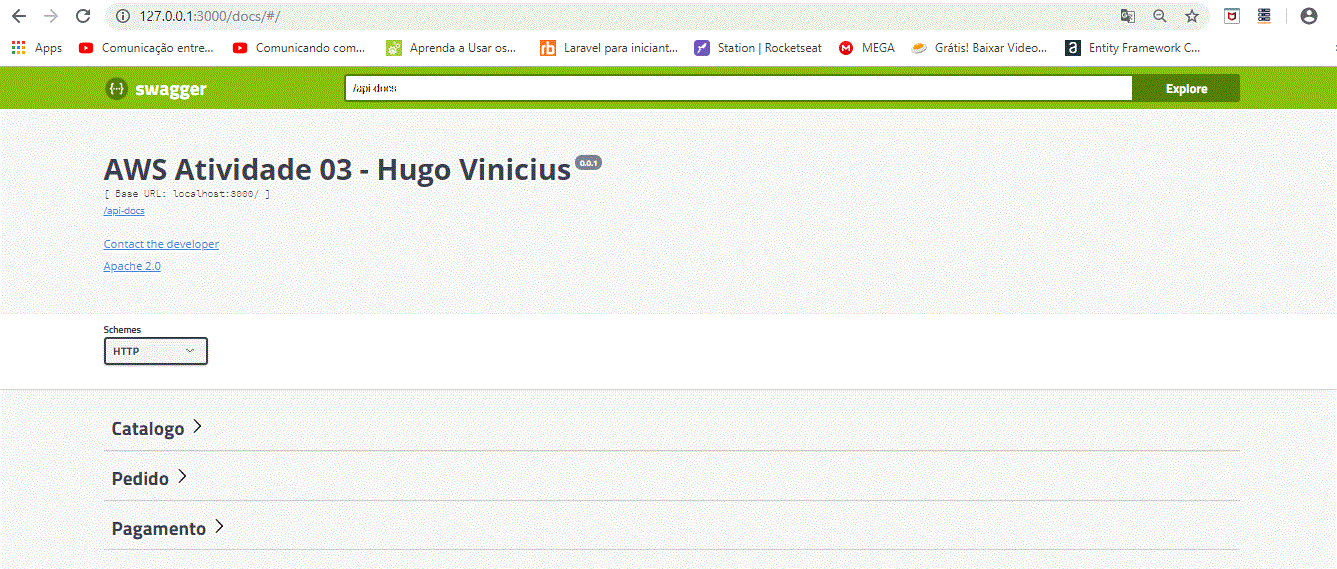 127.0.0.1:3000/docs/#/
Apps Comunicação entre... Comunicando com... Aprenda a Usar os... Laravel para iniciant... Station | Rocketseat MEGA Grátis! Baixar Video... Entity Framework C...
swagger /api-docs Explore
AWS Atividade 03 - Hugo Vinicius 0.0.1
[ Base URL: localhost:3000/ ]
/api-docs
Contact the developer
Apache 2.0
Schemes
HTTP
Catalogo
Pedido
Pagamento